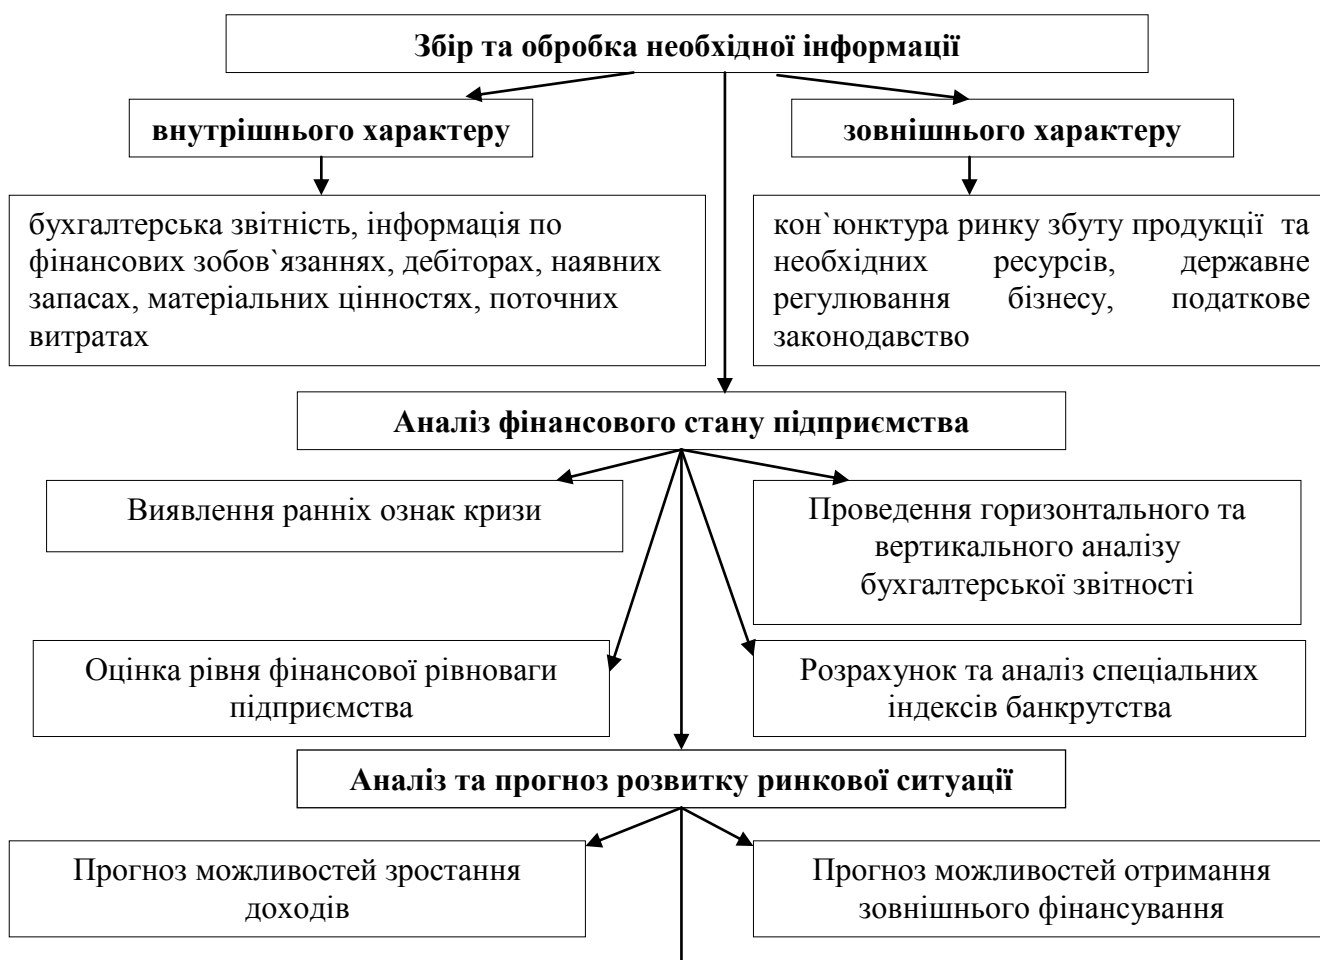 Збір та обробка необхідної інформації
внутрішнього характеру
зовнішнього характеру
бухгалтерська звітність, інформація по
фінансових зобов`язаннях, дебіторах, наявних
запасах, матеріальних цінностях, поточних
витратах
кон`юнктура ринку збуту продукції та
необхідних ресурсів, державне
регулювання бізнесу, податкове
законодавство
Аналіз фінансового стану підприємства
Виявлення ранніх ознак кризи
Проведення горизонтального та
вертикального аналізу
бухгалтерської звітності
Оцінка рівня фінансової рівноваги
підприємства
Розрахунок та аналіз спеціальних
індексів банкрутства
Аналіз та прогноз розвитку ринкової ситуації
Прогноз можливостей зростання
доходів
Прогноз можливостей отримання
зовнішнього фінансування